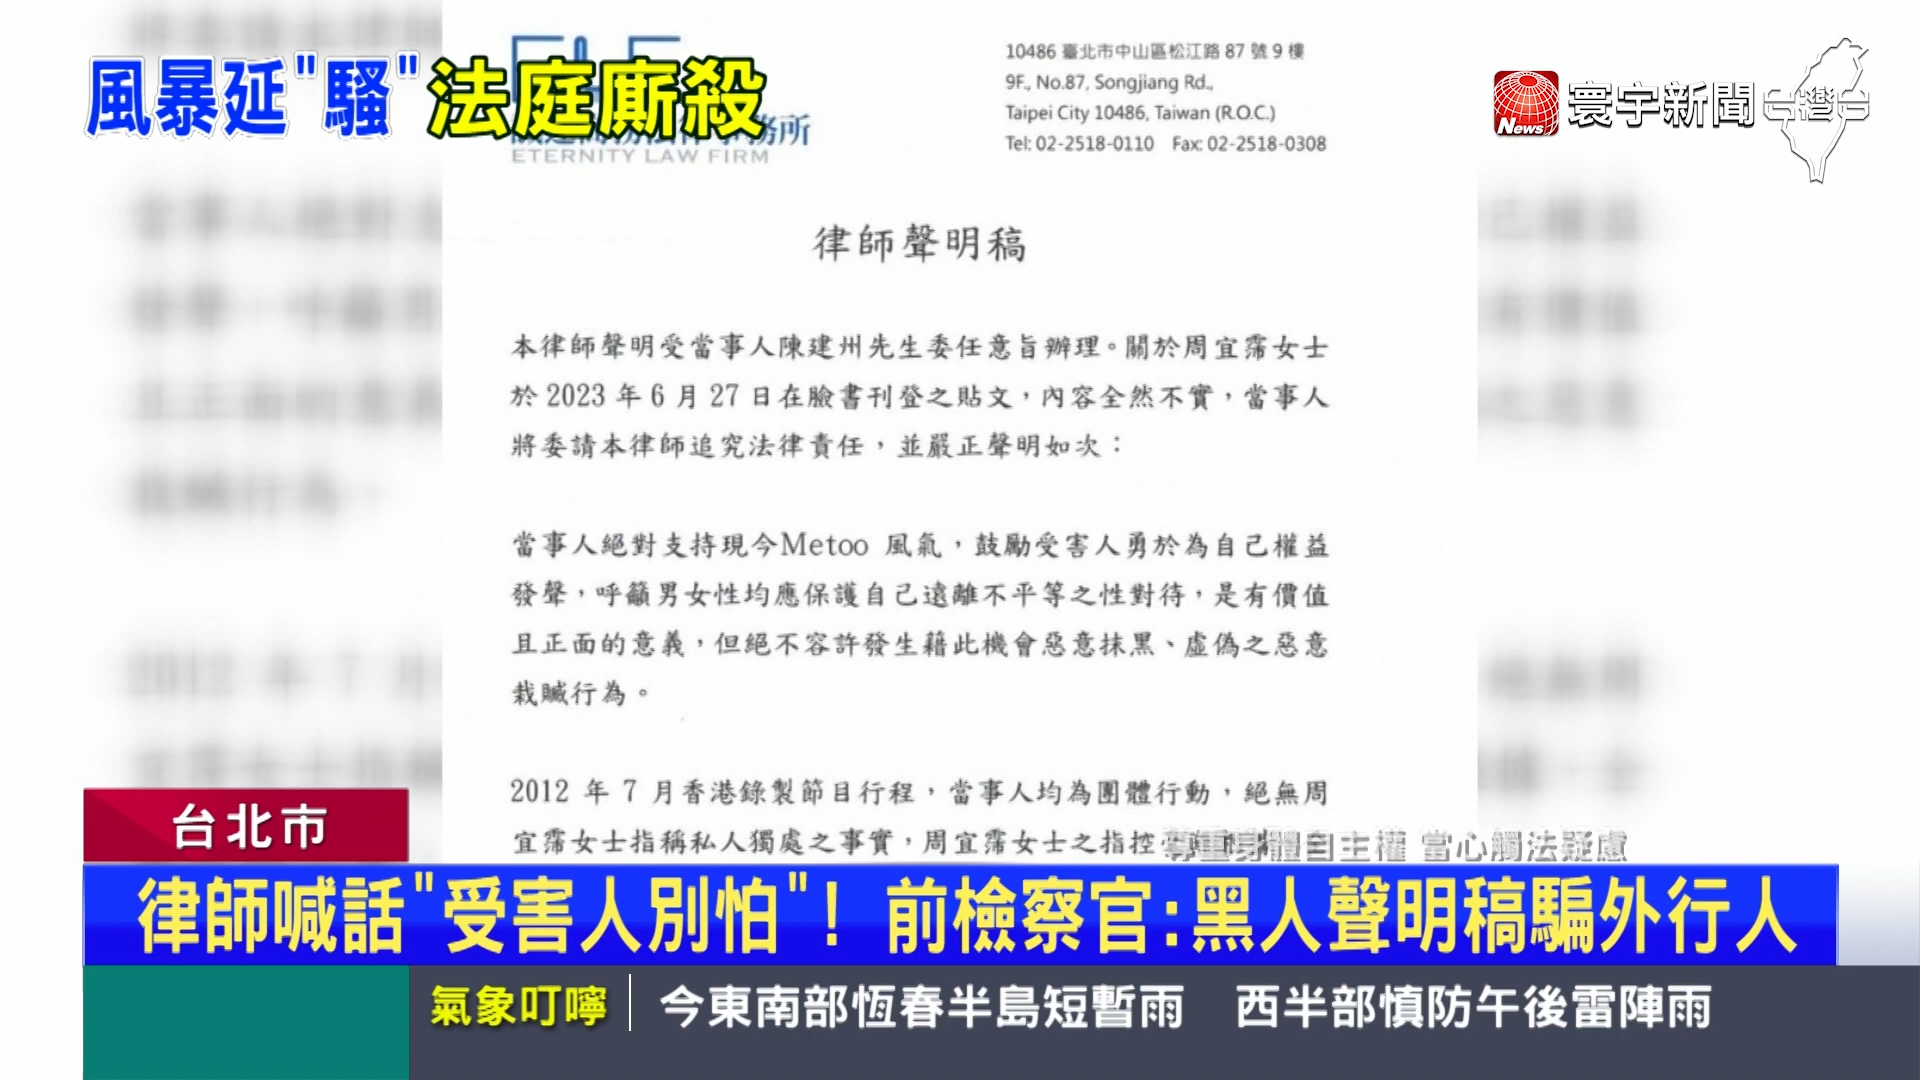 風暴延"騷"法庭廝殺
務所
ETERNITY LAW FIRM
10486 臺北市中山區松江路 87 號 9 樓
9F., No.87, Songjiang Rd.,
Taipei City 10486, Taiwan (R.O.C.)
Tel: 02-2518-0110 Fax: 02-2518-0308
News 寰宇新聞 台灣
律師聲明稿
本律師聲明受當事人陳建州先生委任意旨辦理。關於周宜霈女士
於 2023 年 6 月 27 日在臉書刊登之貼文，內容全然不實，當事人
將委請本律師追究法律責任，並嚴正聲明如次：
當事人絕對支持現今Metoo 風氣，鼓勵受害人勇於為自己權益
發聲，呼籲男女性均應保護自己遠離不平等之性對待，是有價值
且正面的意義，但絕不容許發生藉此機會惡意抹黑、虛偽之惡意
栽贓行為。
2012 年 7 月香港錄製節目行程，當事人均為團體行動，絕無周
宜霈女士指稱私人獨處之事實，周宜霈女士之指控
尊重身體自主權 當心觸法疑慮
台北市
律師喊話"受害人別怕"! 前檢察官:黑人聲明稿騙外行人
氣象叮嚀 今東南部恆春半島短暫雨 西半部慎防午後雷陣雨